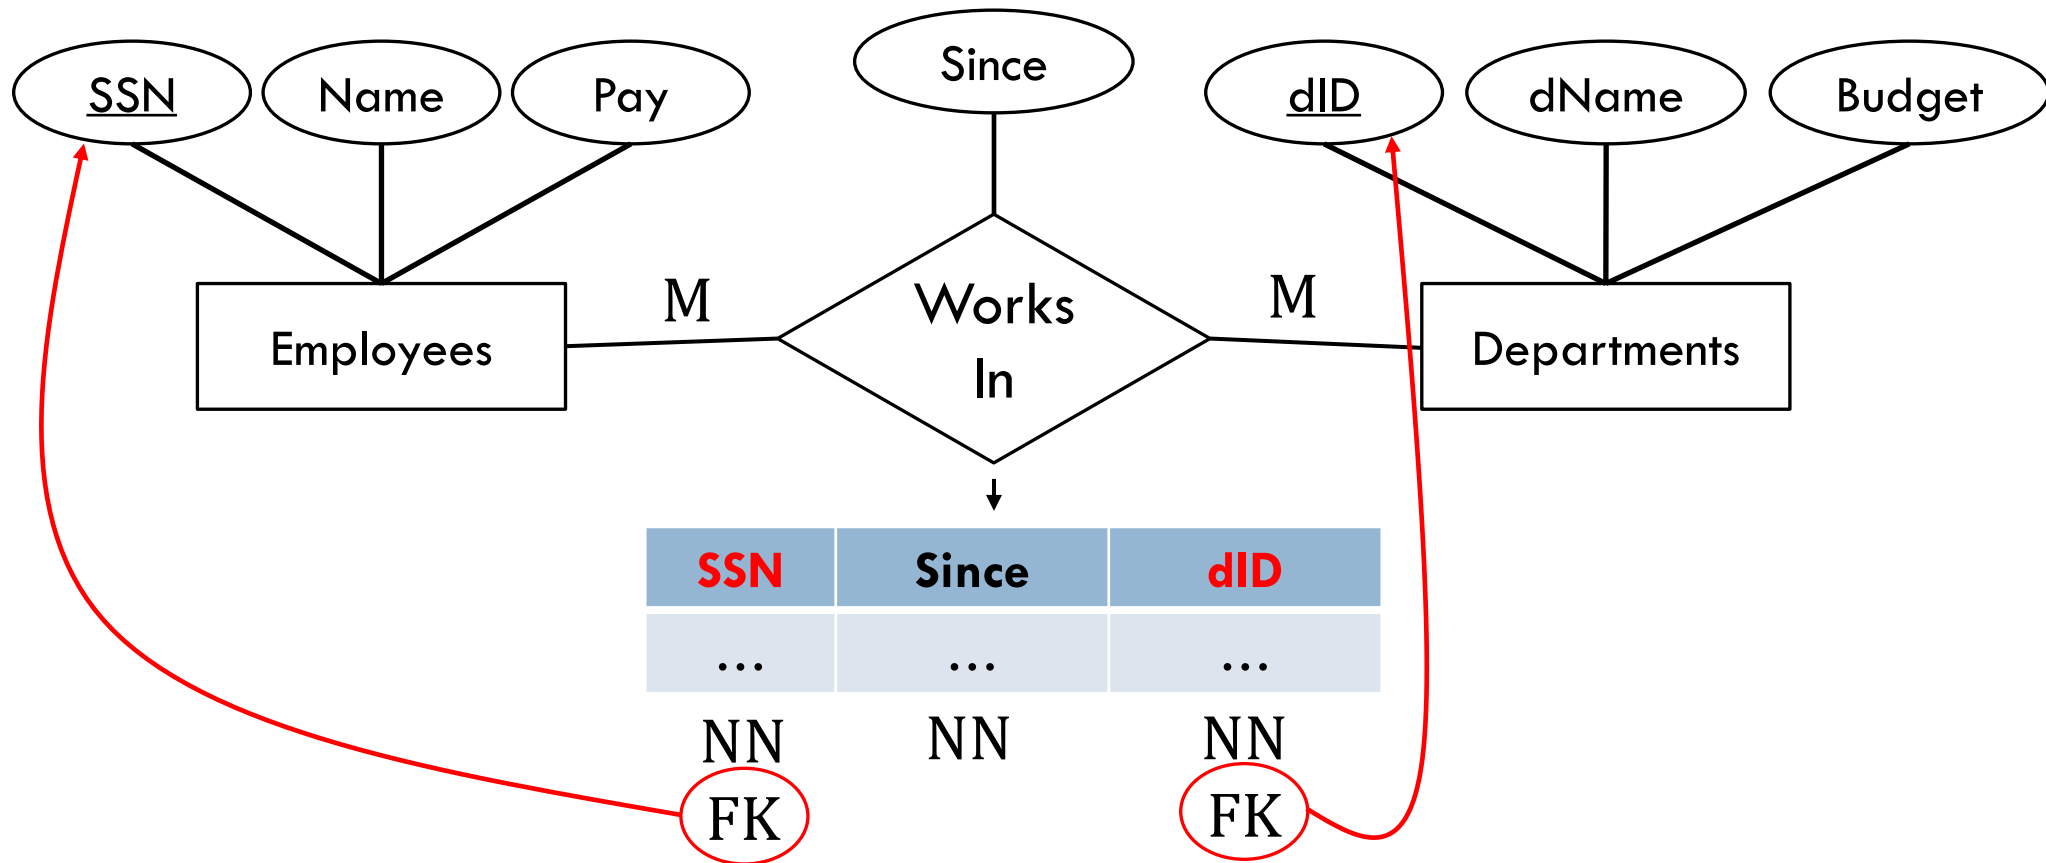 SSN
Name
Pay
Since
dID
dName
Budget
Employees
M
Works
In
M
Departments
SSN Since dID
... ... ...
NN NN NN
FK FK